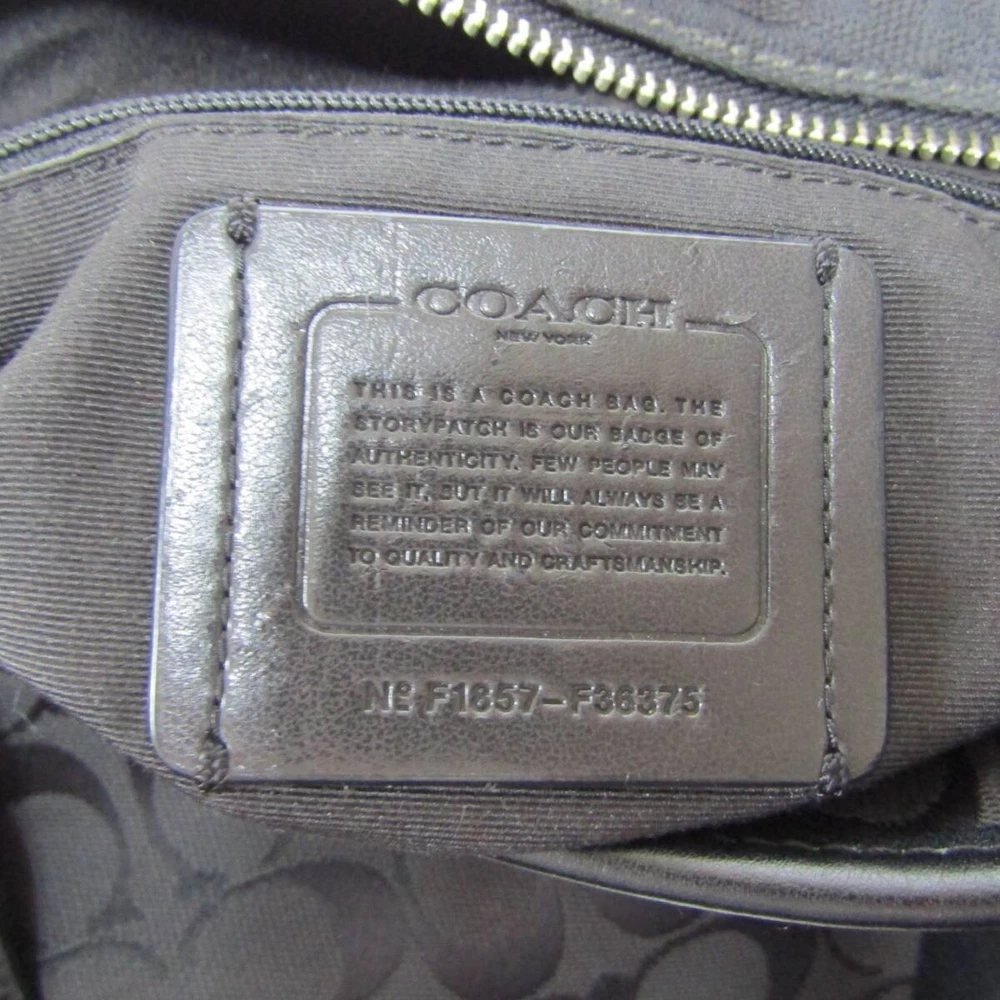 COACH
NEW YORK
THIS IS A COACH BAG. THE
STORYPATCH IS OUR BADGE OF
AUTHENTICITY. FEW PEOPLE MAY
SEE IT, BUT IT WILL ALWAYS BE A
REMINDER OF OUR COMMITMENT
TO QUALITY AND CRAFTSMANSHIP.
Nº F1857-F36375